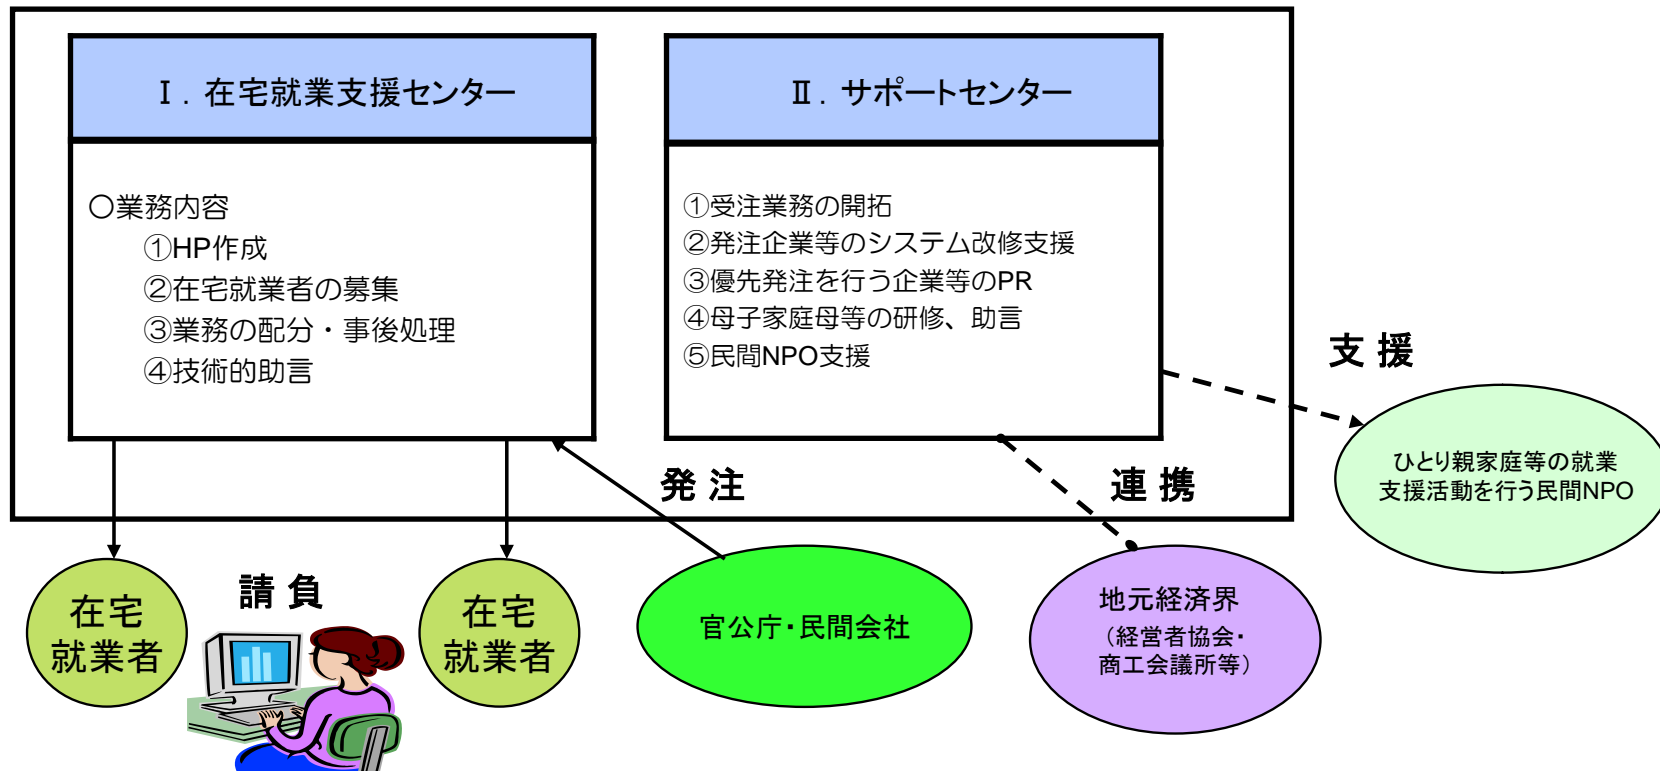 Ⅰ．在宅就業支援センター
○業務内容
①HP作成
②在宅就業者の募集
③業務の配分・事後処理
④技術的助言
Ⅱ．サポートセンター
①受注業務の開拓
②発注企業等のシステム改修支援
③優先発注を行う企業等のPR
④母子家庭母等の研修、助言
⑤民間NPO支援
支 援
ひとり親家庭等の就業
支援活動を行う民間NPO
発 注
連 携
在宅
就業者
請 負
在宅
就業者
官公庁・民間会社
地元経済界
（経営者協会・
商工会議所等）